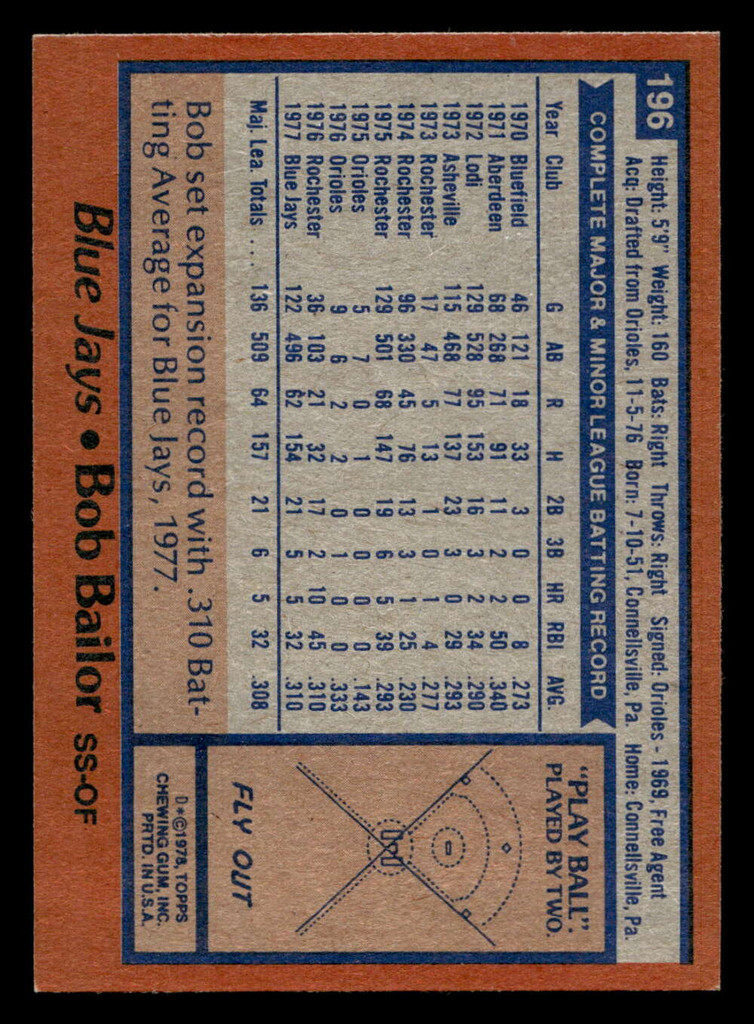 196
Height: 5'9" Weight: 160 Bats: Right Throws: Right Signed: Orioles - 1969, Free Agent
Acq: Drafted from Orioles, 11-5-76 Born: 7-10-51, Connellsville, Pa. Home: Connellsville, Pa.
COMPLETE MAJOR & MINOR LEAGUE BATTING RECORD
Year Club G AB R H 2B 3B HR RBI AVG.
1970 Bluefield 46 121 18 33 3 0 0 8 .273
1971 Aberdeen 68 268 71 91 11 2 2 50 .340
1972 Lodi 129 528 95 153 16 3 2 34 .290
1973 Asheville 115 468 77 137 23 3 0 29 .293
1973 Rochester 17 47 5 13 1 0 1 4 .277
1974 Rochester 96 330 45 76 13 3 1 25 .230
1975 Rochester 129 501 68 147 19 6 5 39 .293
1975 Orioles 5 7 0 1 0 0 0 0 .143
1976 Orioles 9 6 2 2 0 1 0 0 .333
1976 Rochester 36 103 21 32 17 2 10 45 .310
1977 Blue Jays 122 496 62 154 21 5 5 32 .310
Maj. Lea. Totals .... 136 509 64 157 21 6 5 32 .308
Bob set expansion record with .310 Bat-
ting Average for Blue Jays, 1977.
"PLAY BALL".
PLAYED BY TWO.
FLY OUT
D*©1978, TOPPS
CHEWING GUM, INC.
PRTD. IN U.S.A.
Blue Jays • Bob Bailor SS-OF